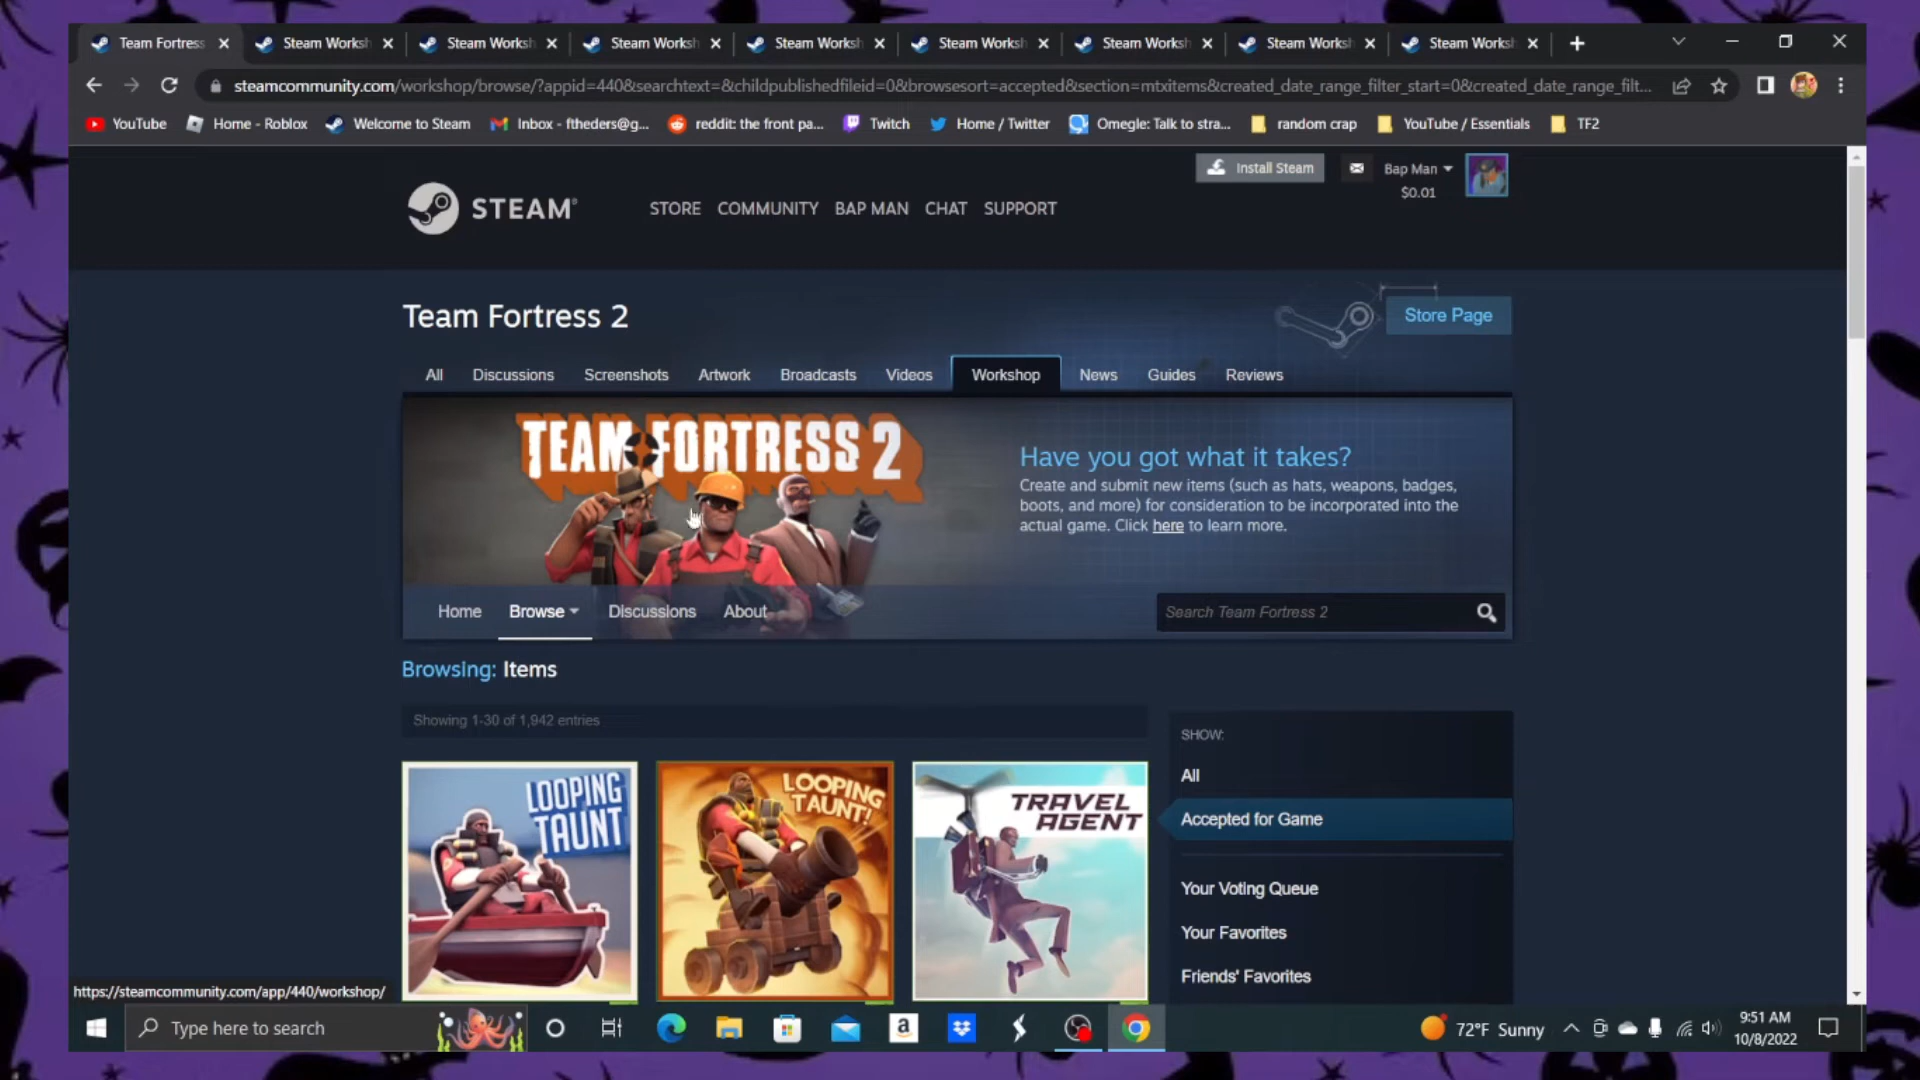 Team Fortress
Steam Worksh
Steam Worksh
Steam Worksh
Steam Worksh
Steam Worksh
Steam Worksh
Steam Worksh
Steam Worksh
steamcommunity.com/workshop/browse/?appid=440&searchtext=&childpublishedfileid=0&browsesort=accepted&section=mtxitems&created_date_range_filter_start=0&created_date_range_filt...
YouTube
Home - Roblox
Welcome to Steam
Inbox - ftheders@g...
reddit: the front pa...
Twitch
Home / Twitter
Omegle: Talk to stra...
random crap
YouTube / Essentials
TF2
Install Steam
Bap Man
$0.01
STEAM®
STORE COMMUNITY BAP MAN CHAT SUPPORT
Team Fortress 2
Store Page
All Discussions Screenshots Artwork Broadcasts Videos Workshop News Guides Reviews
TEAM FORTRESS 2
Have you got what it takes?
Create and submit new items (such as hats, weapons, badges,
boots, and more) for consideration to be incorporated into the
actual game. Click here to learn more.
Home Browse Discussions About
Search Team Fortress 2
Browsing: Items
Showing 1-30 of 1,942 entries
LOOPING
TAUNT
LOOPING
TAUNT!
TRAVEL
AGENT
SHOW:
All
Accepted for Game
Your Voting Queue
Your Favorites
Friends' Favorites
https://steamcommunity.com/app/440/workshop/
Type here to search
72°F Sunny
9:51 AM
10/8/2022